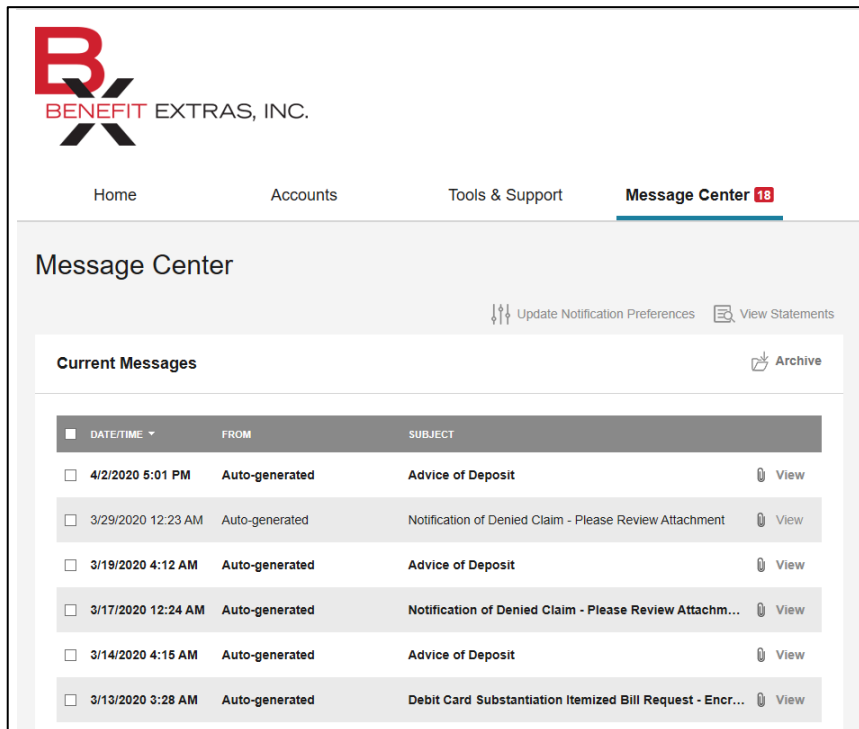 BX
BENEFIT EXTRAS, INC.
Home Accounts Tools & Support Message Center 18
Message Center
Update Notification Preferences View Statements
Current Messages Archive
DATE/TIME FROM SUBJECT
4/2/2020 5:01 PM Auto-generated Advice of Deposit View
3/29/2020 12:23 AM Auto-generated Notification of Denied Claim - Please Review Attachment View
3/19/2020 4:12 AM Auto-generated Advice of Deposit View
3/17/2020 12:24 AM Auto-generated Notification of Denied Claim - Please Review Attachm... View
3/14/2020 4:15 AM Auto-generated Advice of Deposit View
3/13/2020 3:28 AM Auto-generated Debit Card Substantiation Itemized Bill Request - Encr... View